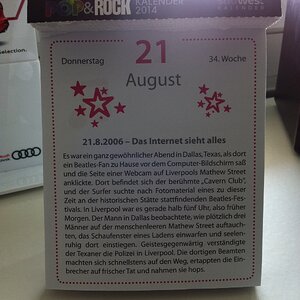 POP&ROCK KALENDER 2014
KALENDER
Donnerstag
21
34. Woche
August
21.8.2006 – Das Internet sieht alles
Es war ein ganz gewöhnlicher Abend in Dallas, Texas, als dort
ein Beatles-Fan zu Hause vor dem Computer-Bildschirm saß
und die Seite einer Webcam auf Liverpools Mathew Street
anklickte. Dort befindet sich der berühmte „Cavern Club",
und der Surfer suchte nach Fotomaterial eines zu dieser
Zeit an der historischen Stätte stattfindenden Beatles-Festi-
vals. In Liverpool war es gerade halb fünf Uhr, also früher
Morgen. Der Mann in Dallas beobachtete, wie plötzlich drei
Männer auf der menschenleeren Mathew Street auftauch-
ten, das Schaufenster eines Ladens einwarfen und seelen-
ruhig dort einstiegen. Geistesgegenwärtig verständigte
der Texaner die Polizei in Liverpool. Die dortigen Beamten
machten sich schnellstens auf den Weg, ertappten die Ein-
brecher auf frischer Tat und nahmen sie hops.
selection.
Audi